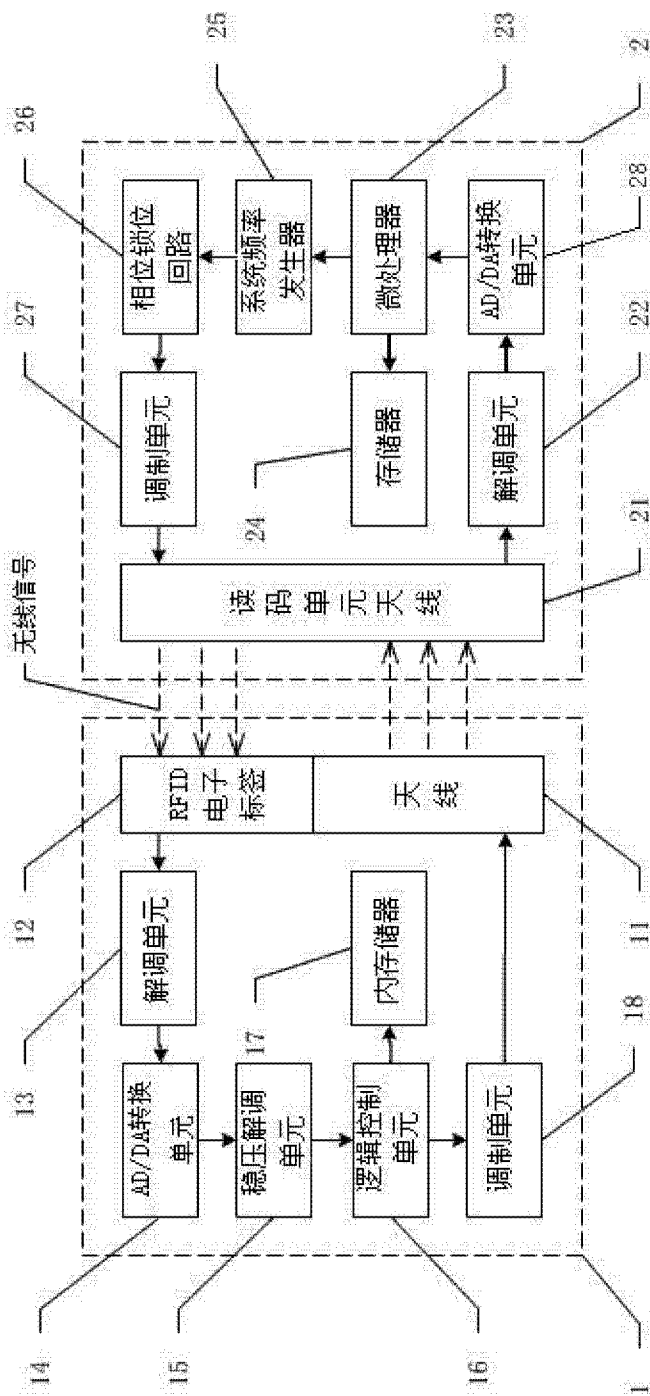 14
13
12
无线信号
27
26
25
AD/DA转换
单元
解调单元
RFID
电子
标签
调制单元
相位锁位
回路
15
稳压解调
单元
17
24
系统频率
发生器
16
逻辑控制
单元
内存储器
天
线
读
码
单
元
天
线
存储器
微处理器
23
调制单元
解调单元
AD/DA转换
单元
1
18
11
21
22
28
2